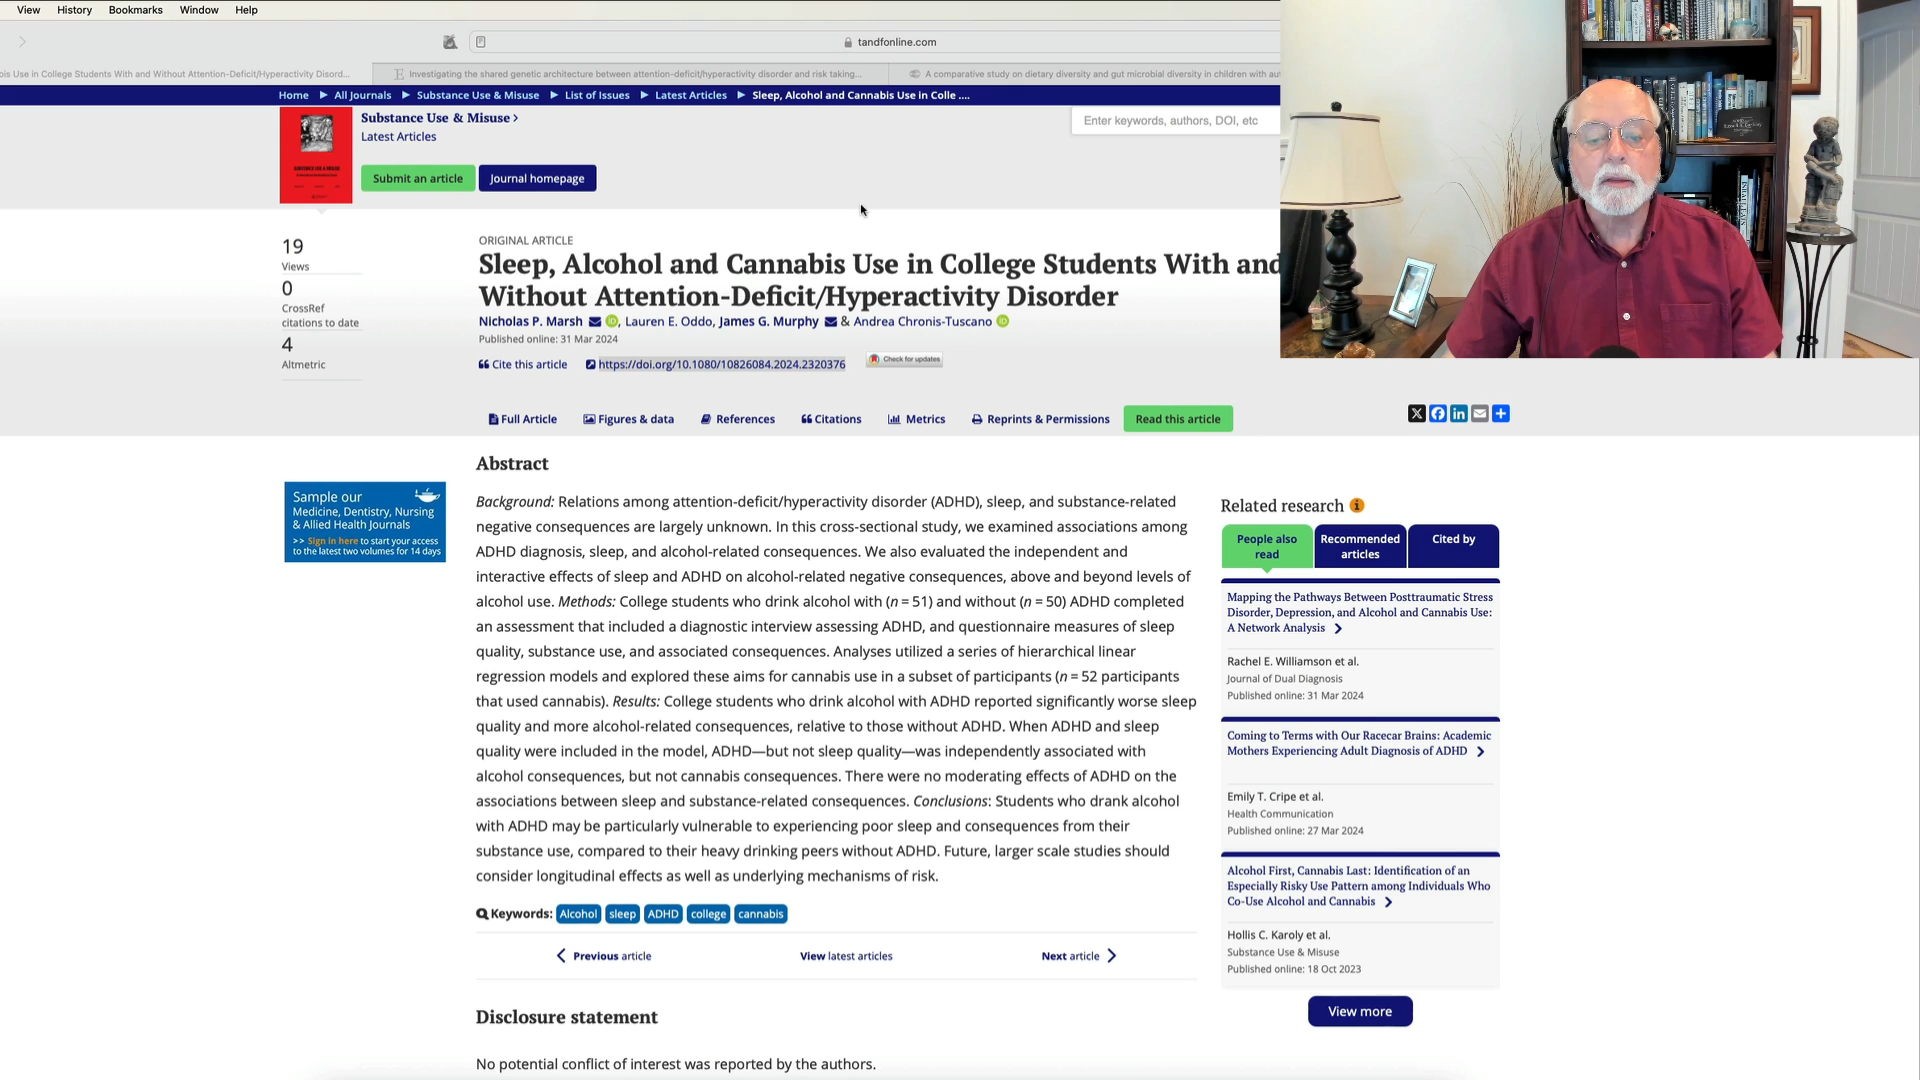 View History Bookmarks Window Help
tandfonline.com
ois Use in College Students With and Without Attention-Deficit/Hyperactivity Disord...
Investigating the shared genetic architecture between attention-deficit/hyperactivity disorder and risk taking...
A comparative study on dietary diversity and gut microbial diversity in children with au
Home ▶ All Journals ▶ Substance Use & Misuse ▶ List of Issues ▶ Latest Articles ▶ Sleep, Alcohol and Cannabis Use in Colle ....
Substance Use & Misuse >
Latest Articles
Enter keywords, authors, DOI, etc
Submit an article
Journal homepage
19
Views
0
CrossRef
citations to date
4
Altmetric
ORIGINAL ARTICLE
Sleep, Alcohol and Cannabis Use in College Students With and
Without Attention-Deficit/Hyperactivity Disorder
Nicholas P. Marsh , Lauren E. Oddo, James G. Murphy & Andrea Chronis-Tuscano
Published online: 31 Mar 2024
Cite this article
https://doi.org/10.1080/10826084.2024.2320376
Check for updates
Full Article
Figures & data
References
Citations
Metrics
Reprints & Permissions
Read this article
Sample our
Medicine, Dentistry, Nursing
& Allied Health Journals
>> Sign in here to start your access
to the latest two volumes for 14 days
Abstract
Background: Relations among attention-deficit/hyperactivity disorder (ADHD), sleep, and substance-related
negative consequences are largely unknown. In this cross-sectional study, we examined associations among
ADHD diagnosis, sleep, and alcohol-related consequences. We also evaluated the independent and
interactive effects of sleep and ADHD on alcohol-related negative consequences, above and beyond levels of
alcohol use. Methods: College students who drink alcohol with (n = 51) and without (n = 50) ADHD completed
an assessment that included a diagnostic interview assessing ADHD, and questionnaire measures of sleep
quality, substance use, and associated consequences. Analyses utilized a series of hierarchical linear
regression models and explored these aims for cannabis use in a subset of participants (n = 52 participants
that used cannabis). Results: College students who drink alcohol with ADHD reported significantly worse sleep
quality and more alcohol-related consequences, relative to those without ADHD. When ADHD and sleep
quality were included in the model, ADHD—but not sleep quality—was independently associated with
alcohol consequences, but not cannabis consequences. There were no moderating effects of ADHD on the
associations between sleep and substance-related consequences. Conclusions: Students who drank alcohol
with ADHD may be particularly vulnerable to experiencing poor sleep and consequences from their
substance use, compared to their heavy drinking peers without ADHD. Future, larger scale studies should
consider longitudinal effects as well as underlying mechanisms of risk.
Keywords: Alcohol sleep ADHD college cannabis
Previous article
View latest articles
Next article
Disclosure statement
No potential conflict of interest was reported by the authors.
Related research
People also
read
Recommended
articles
Cited by
Mapping the Pathways Between Posttraumatic Stress
Disorder, Depression, and Alcohol and Cannabis Use:
A Network Analysis
Rachel E. Williamson et al.
Journal of Dual Diagnosis
Published online: 31 Mar 2024
Coming to Terms with Our Racecar Brains: Academic
Mothers Experiencing Adult Diagnosis of ADHD
Emily T. Cripe et al.
Health Communication
Published online: 27 Mar 2024
Alcohol First, Cannabis Last: Identification of an
Especially Risky Use Pattern among Individuals Who
Co-Use Alcohol and Cannabis
Hollis C. Karoly et al.
Substance Use & Misuse
Published online: 18 Oct 2023
View more